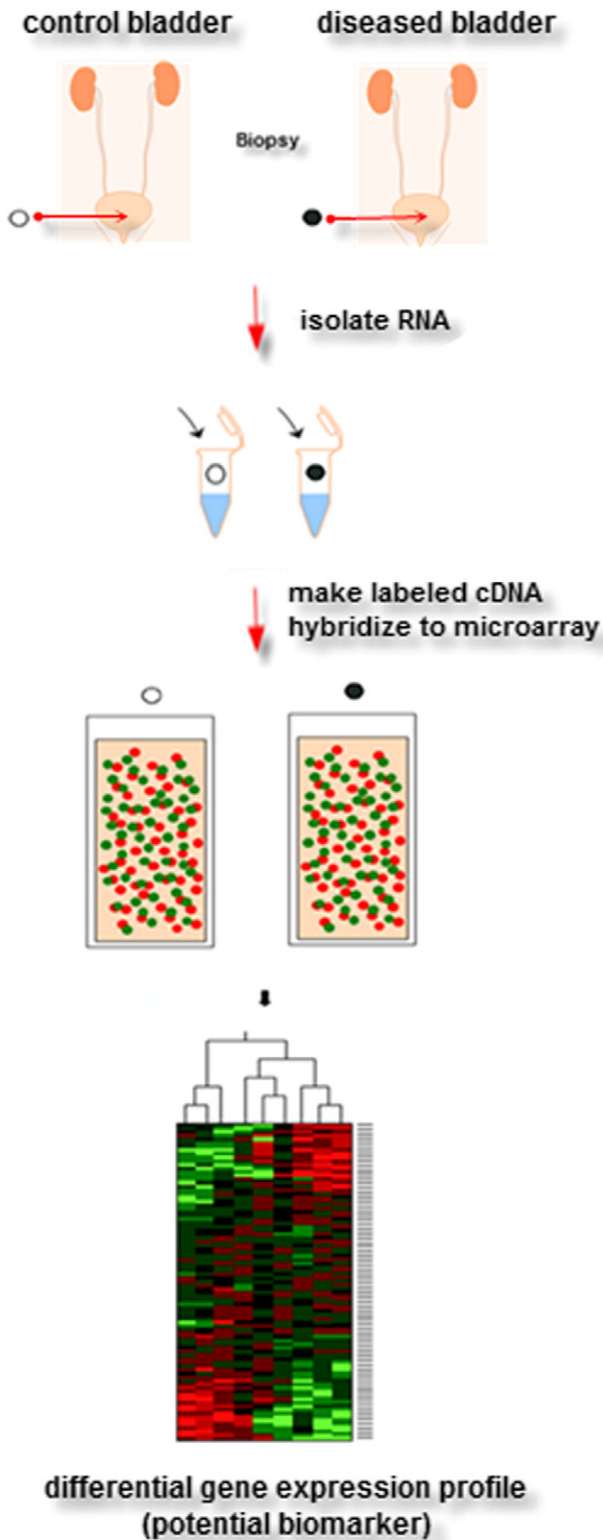 control bladder
diseased bladder
Biopsy
isolate RNA
make labeled cDNA
hybridize to microarray
differential gene expression profile
(potential biomarker)